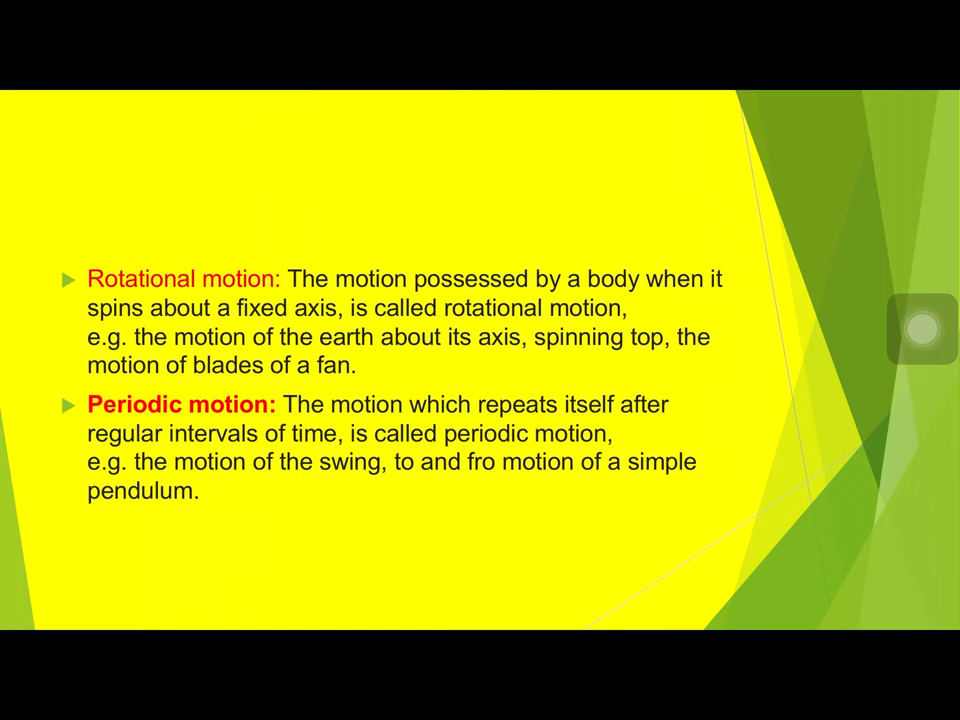 Rotational motion: The motion possessed by a body when it
spins about a fixed axis, is called rotational motion,
e.g. the motion of the earth about its axis, spinning top, the
motion of blades of a fan.
Periodic motion: The motion which repeats itself after
regular intervals of time, is called periodic motion,
e.g. the motion of the swing, to and fro motion of a simple
pendulum.